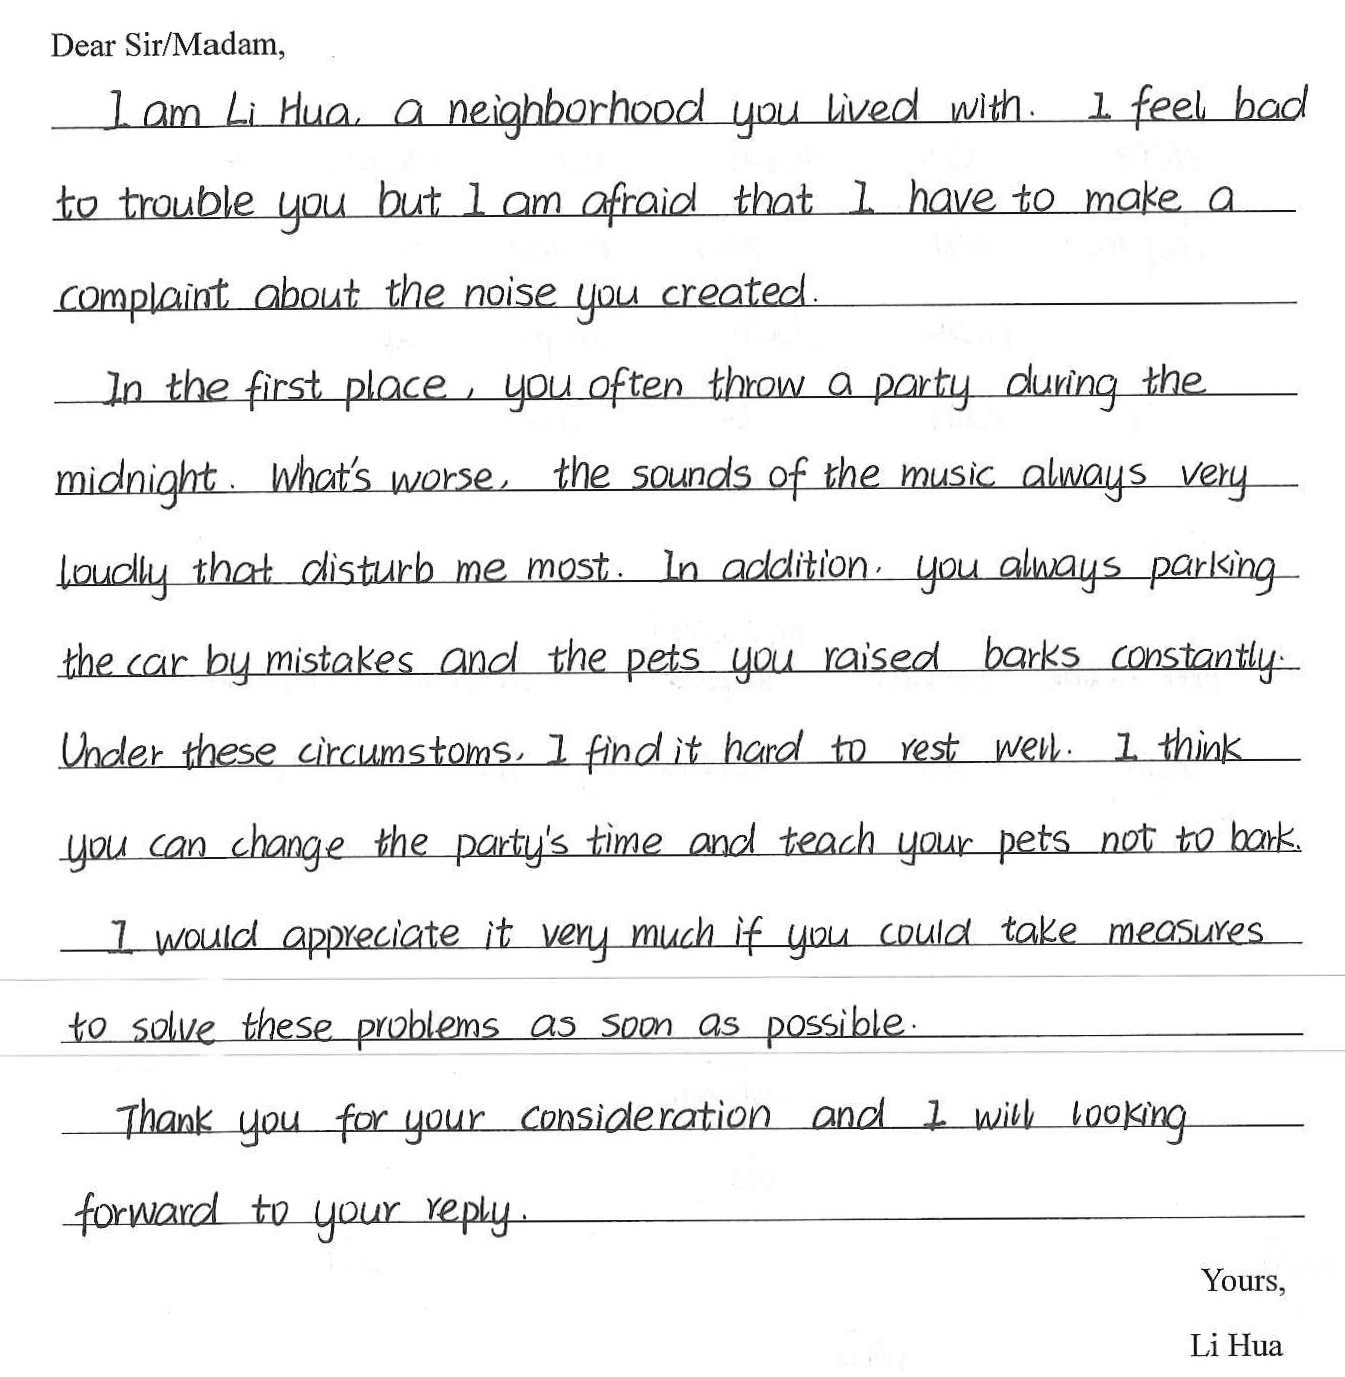 Dear Sir/Madam,
I am Li Hua, a neighborhood you lived with. I feel bad
to trouble you but I am afraid that I have to make a
complaint about the noise you created.
In the first place, you often throw a party during the
midnight. What's worse, the sounds of the music always very
loudly that disturb me most. In addition, you always parking
the car by mistakes and the pets you raised barks constantly.
Under these circumstoms, I find it hard to rest well. I think
you can change the party's time and teach your pets not to bark.
I would appreciate it very much if you could take measures
to solve these problems as soon as possible.
Thank you for your consideration and I will looking
forward to your reply.
Yours,
Li Hua